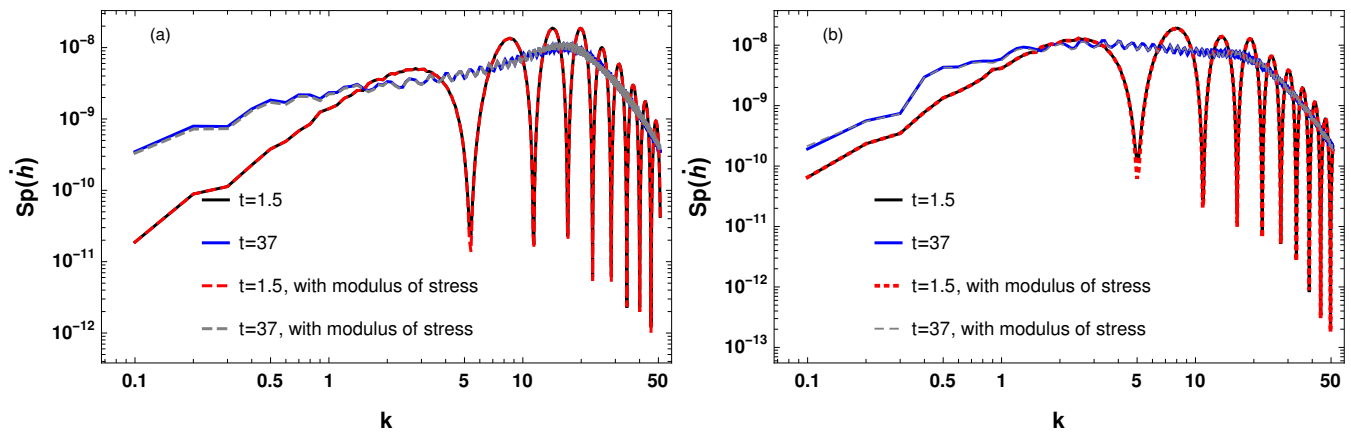 (a)
Sp(ḣ)
10⁻⁸
10⁻⁹
10⁻¹⁰
10⁻¹¹
10⁻¹²
t=1.5
t=37
t=1.5, with modulus of stress
t=37, with modulus of stress
0.1 0.5 1 5 10 50
k
(b)
Sp(ḣ)
10⁻⁸
10⁻⁹
10⁻¹⁰
10⁻¹¹
10⁻¹²
10⁻¹³
t=1.5
t=37
t=1.5, with modulus of stress
t=37, with modulus of stress
0.1 0.5 1 5 10 50
k